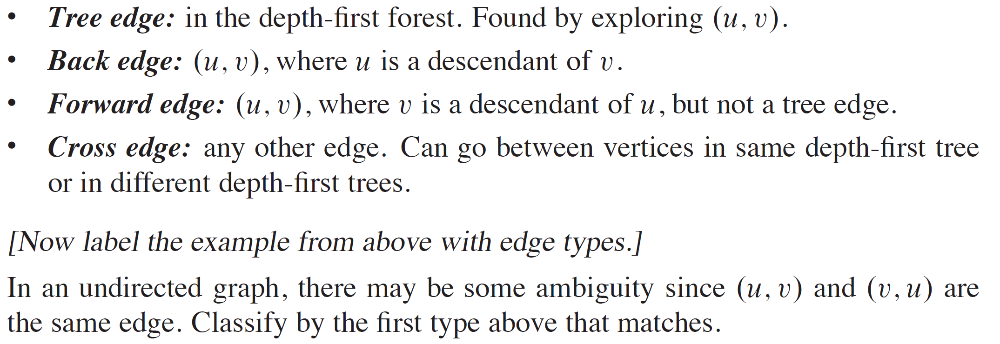 • Tree edge: in the depth-first forest. Found by exploring (u, v).
• Back edge: (u, v), where u is a descendant of v.
• Forward edge: (u, v), where v is a descendant of u, but not a tree edge.
• Cross edge: any other edge. Can go between vertices in same depth-first tree
or in different depth-first trees.
[Now label the example from above with edge types.]
In an undirected graph, there may be some ambiguity since (u, v) and (v, u) are
the same edge. Classify by the first type above that matches.